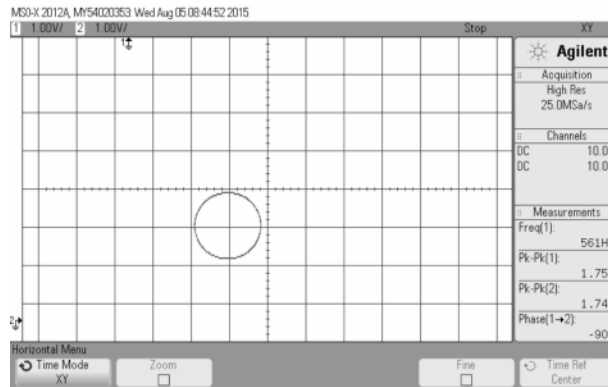 MSO-X 2012A, MY54020353 Wed Aug 05 08:44:52 2015
1 1.00V/ 2 1.00V/ Stop XY
1
Agilent
Acquisition
High Res
25.0MSa/s
Channels
DC 10.0
DC 10.0
Measurements
Freq(1):
561H
Pk-Pk(1):
1.75
Pk-Pk(2):
1.74
Phase(1→2):
-90
2
Horizontal Menu
Time Mode Zoom Fine Time Ref
XY Center